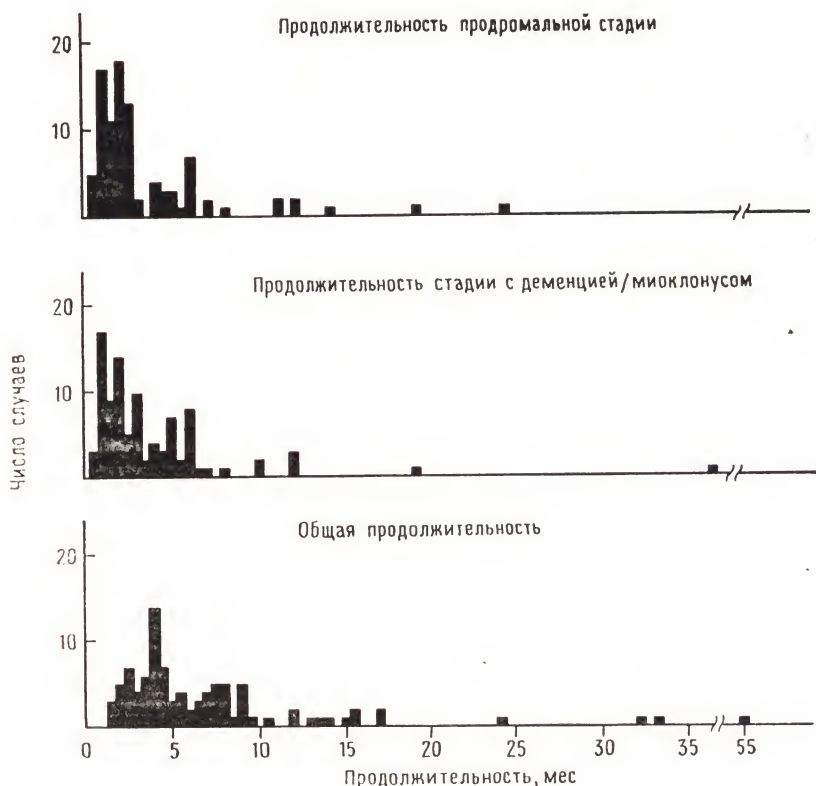 Продолжительность продромальной стадии
20
10
Продолжительность стадии с деменцией/миоклонусом
20
10
Число случаев
Общая продолжительность
20
10
0 5 10 15 20 25 30 35 55
Продолжительность, мес